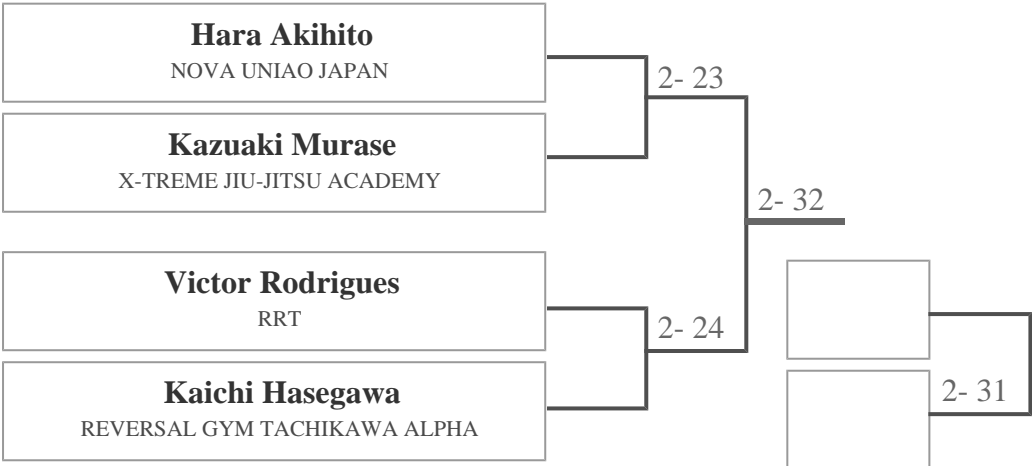 Hara Akihito
NOVA UNIAO JAPAN
2- 23
Kazuaki Murase
X-TREME JIU-JITSU ACADEMY
2- 32
Victor Rodrigues
RRT
2- 24
Kaichi Hasegawa
REVERSAL GYM TACHIKAWA ALPHA
2- 31